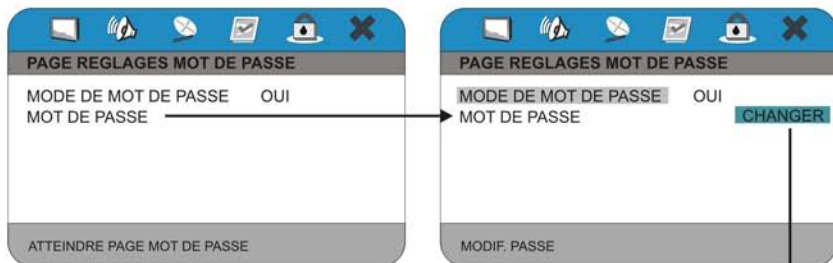 PAGE REGLAGES MOT DE PASSE
MODE DE MOT DE PASSE OUI
MOT DE PASSE
ATTEINDRE PAGE MOT DE PASSE
PAGE REGLAGES MOT DE PASSE
MODE DE MOT DE PASSE OUI
MOT DE PASSE CHANGER
MODIF. PASSE